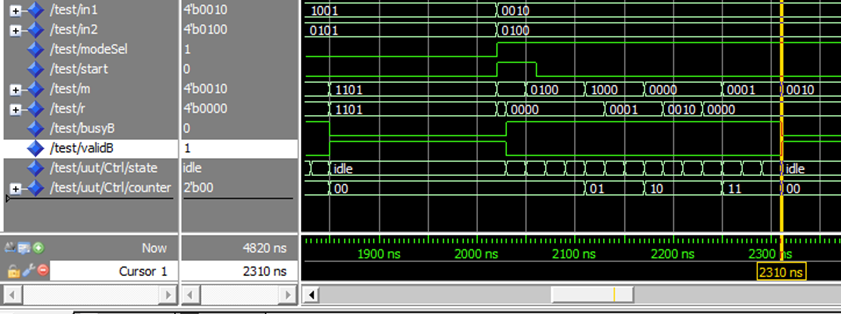 /test/in1 4'b0010 1001 0010
/test/in2 4'b0100 0101 0100
/test/modeSel 1
/test/start 0
/test/m 4'b0010 1101 0100 1000 0000 0001 0010
/test/r 4'b0000 1101 0000 0001 0010 0000
/test/busyB 0
/test/validB 1
/test/uut/Ctrl/state idle idle idle
/test/uut/Ctrl/counter 2'b00 00 01 10 11 00
Now 4820 ns 1900 ns 2000 ns 2100 ns 2200 ns 2300 ns
Cursor 1 2310 ns 2310 ns